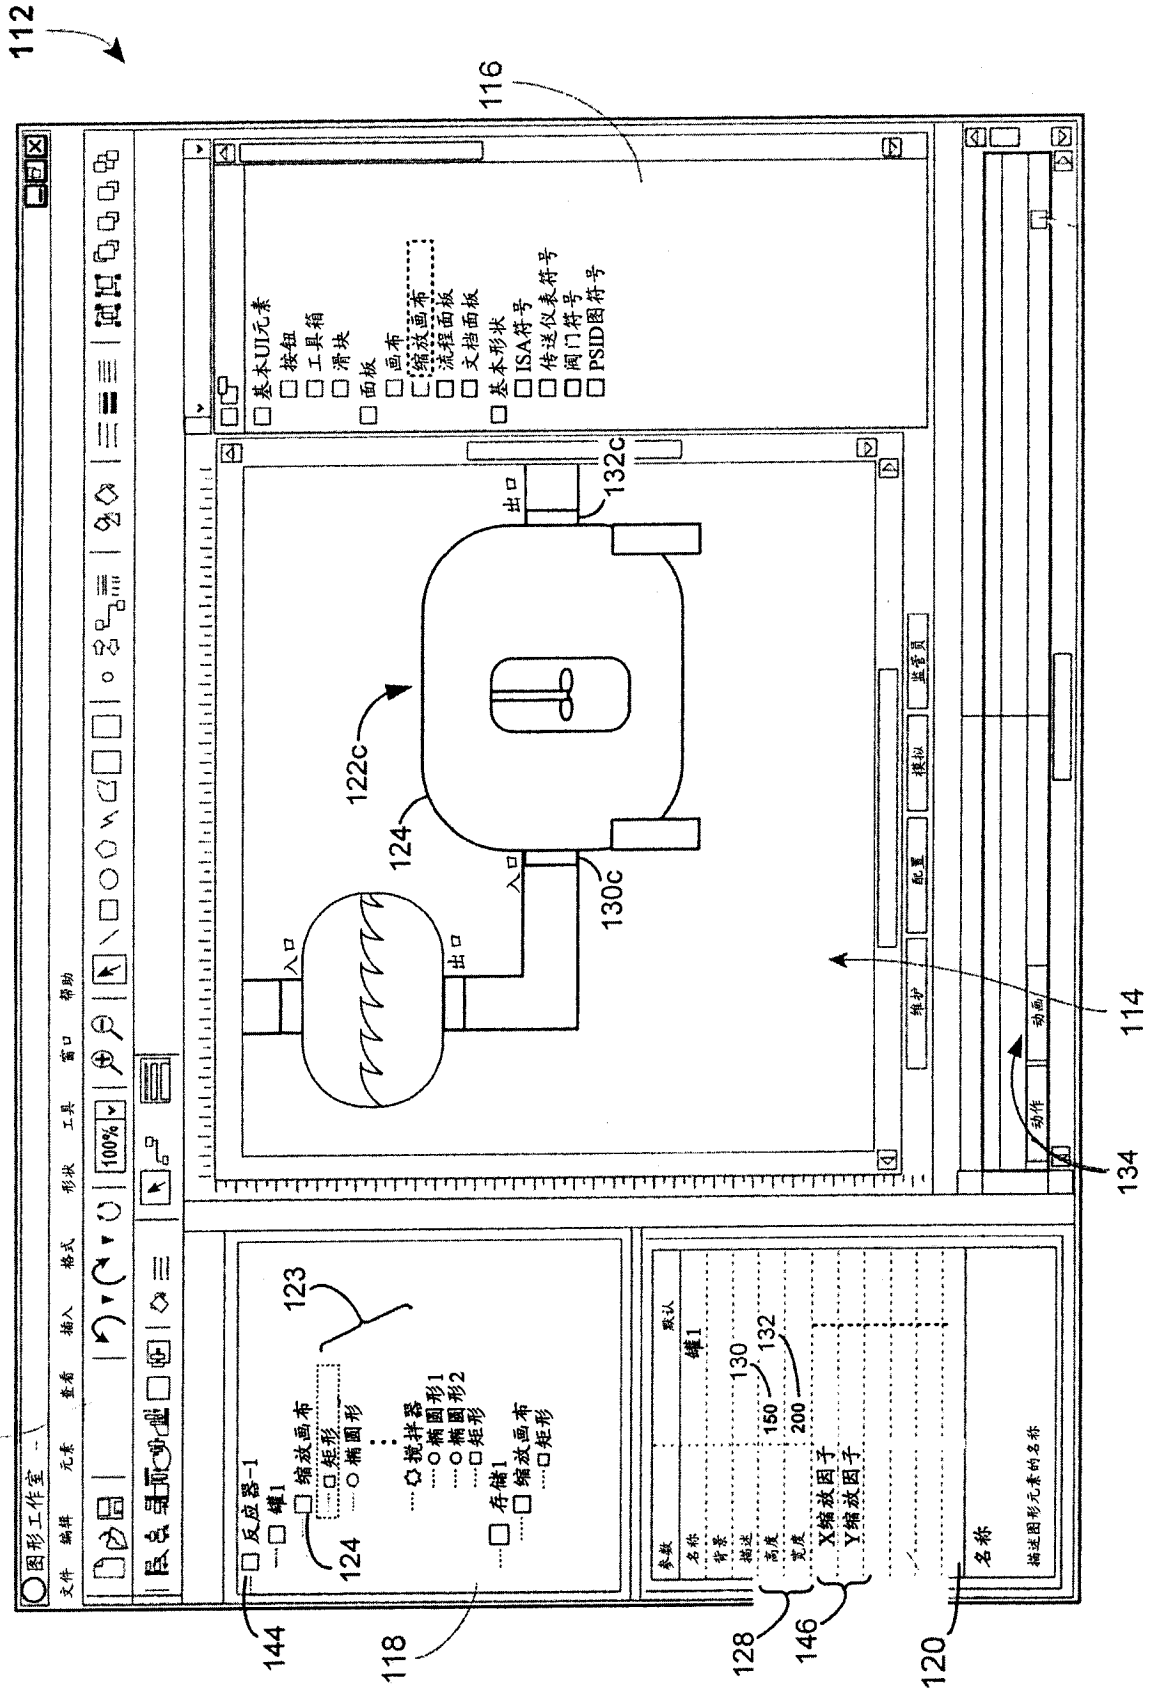 112
图形工作室
文件 编辑 元素 查看 插入 格式 形状 工具 窗口 帮助
100%
144
反应器-1
罐1
缩放画布
矩形
椭圆形
搅拌器
椭圆形1
椭圆形2
矩形
存储1
缩放画布
矩形
123
124
118
参数 默认
名称 罐1
背景
描述
高度 150
宽度 200
X缩放因子
Y缩放因子
130
132
128
146
120
名称
描述图形元素的名称
入口
出口
入口
出口
122c
124
130c
132c
维护 配置 模拟 监管员
114
基本UI元素
按钮
工具箱
滑块
面板
画布
缩放画布
流程面板
文档面板
基本形状
ISA符号
传送仪表符号
阀门符号
PSID图符号
116
动作 动画
134